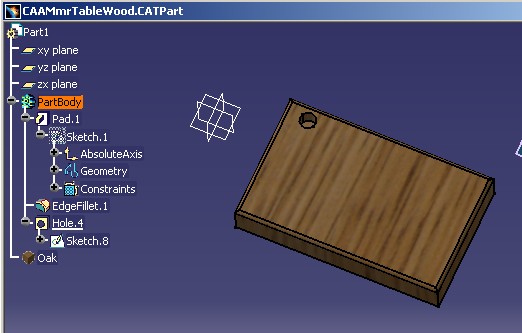 CAAMmrTableWood.CATPart
Part1
xy plane
yz plane
zx plane
PartBody
Pad.1
Sketch.1
AbsoluteAxis
Geometry
Constraints
EdgeFillet.1
Hole.4
Sketch.8
Oak